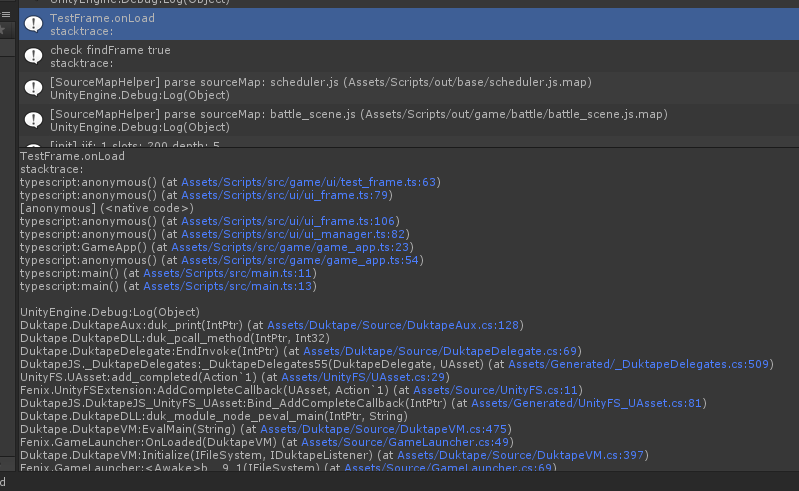 UnityEngine.Debug:Log(Object)
TestFrame.onLoad
stacktrace:
check findFrame true
stacktrace:
[SourceMapHelper] parse sourceMap: scheduler.js (Assets/Scripts/out/base/scheduler.js.map)
UnityEngine.Debug:Log(Object)
[SourceMapHelper] parse sourceMap: battle_scene.js (Assets/Scripts/out/game/battle/battle_scene.js.map)
UnityEngine.Debug:Log(Object)
[init] jif: 1 slots: 200 depth: 5
TestFrame.onLoad
stacktrace:
typescript:anonymous() (at Assets/Scripts/src/game/ui/test_frame.ts:63)
typescript:anonymous() (at Assets/Scripts/src/ui/ui_frame.ts:79)
[anonymous] (<native code>)
typescript:anonymous() (at Assets/Scripts/src/ui/ui_frame.ts:106)
typescript:anonymous() (at Assets/Scripts/src/ui/ui_manager.ts:82)
typescript:GameApp() (at Assets/Scripts/src/game/game_app.ts:23)
typescript:anonymous() (at Assets/Scripts/src/game/game_app.ts:54)
typescript:main() (at Assets/Scripts/src/main.ts:11)
typescript:main() (at Assets/Scripts/src/main.ts:13)
UnityEngine.Debug:Log(Object)
Duktape.DuktapeAux:duk_print(IntPtr) (at Assets/Duktape/Source/DuktapeAux.cs:128)
Duktape.DuktapeDLL:duk_pcall_method(IntPtr, Int32)
Duktape.DuktapeDelegate:EndInvoke(IntPtr) (at Assets/Duktape/Source/DuktapeDelegate.cs:69)
DuktapeJS._DuktapeDelegates:_DuktapeDelegates55(DuktapeDelegate, UAsset) (at Assets/Generated/_DuktapeDelegates.cs:509)
UnityFS.UAsset:add_completed(Action`1) (at Assets/UnityFS/UAsset.cs:29)
Fenix.UnityFSExtension:AddCompleteCallback(UAsset, Action`1) (at Assets/Source/UnityFS.cs:11)
DuktapeJS.DuktapeJS_UnityFS_UAsset:Bind_AddCompleteCallback(IntPtr) (at Assets/Generated/UnityFS_UAsset.cs:81)
Duktape.DuktapeDLL:duk_module_node_peval_main(IntPtr, String)
Duktape.DuktapeVM:EvalMain(String) (at Assets/Duktape/Source/DuktapeVM.cs:475)
Fenix.GameLauncher:OnLoaded(DuktapeVM) (at Assets/Source/GameLauncher.cs:49)
Duktape.DuktapeVM:Initialize(IFileSystem, IDuktapeListener) (at Assets/Duktape/Source/DuktapeVM.cs:397)
Fenix.GameLauncher:<Awake>b__9_1(IFileSystem) (at Assets/Source/GameLauncher.cs:69)
d